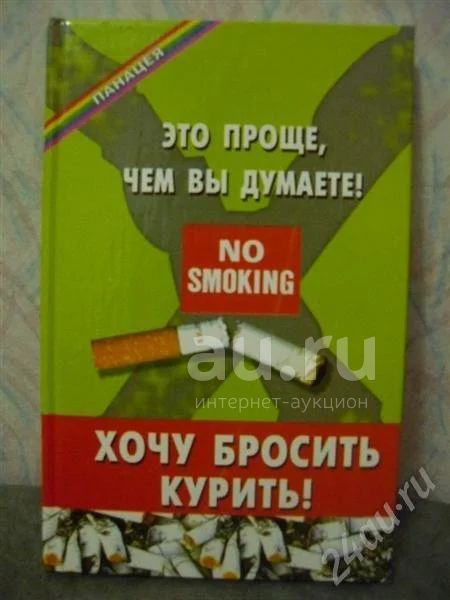 ПАНАЦЕЯ
ЭТО ПРОЩЕ,
ЧЕМ ВЫ ДУМАЕТЕ!
NO
SMOKING
au.ru
интернет-аукцион
ХОЧУ БРОСИТЬ
КУРИТЬ!
24au.ru